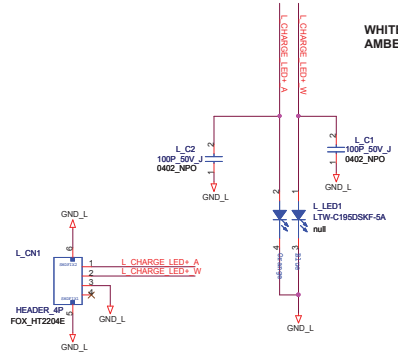 WHITE
AMBE
L_CHARGE_LED+_A
L_CHARGE_LED+_W
L_C2
100P_50V_J
0402_NPO
2
1
GND_L
L_C1
100P_50V_J
0402_NPO
2
1
GND_L
2
1
L_LED1
LTW-C195DSKF-5A
null
4
3
GND_L
GND_L
L_CN1
6
1
L_CHARGE_LED+_A
2
L_CHARGE_LED+_W
3
4
HEADER_4P
FOX_HT2204E
5
GND_L
GND_L